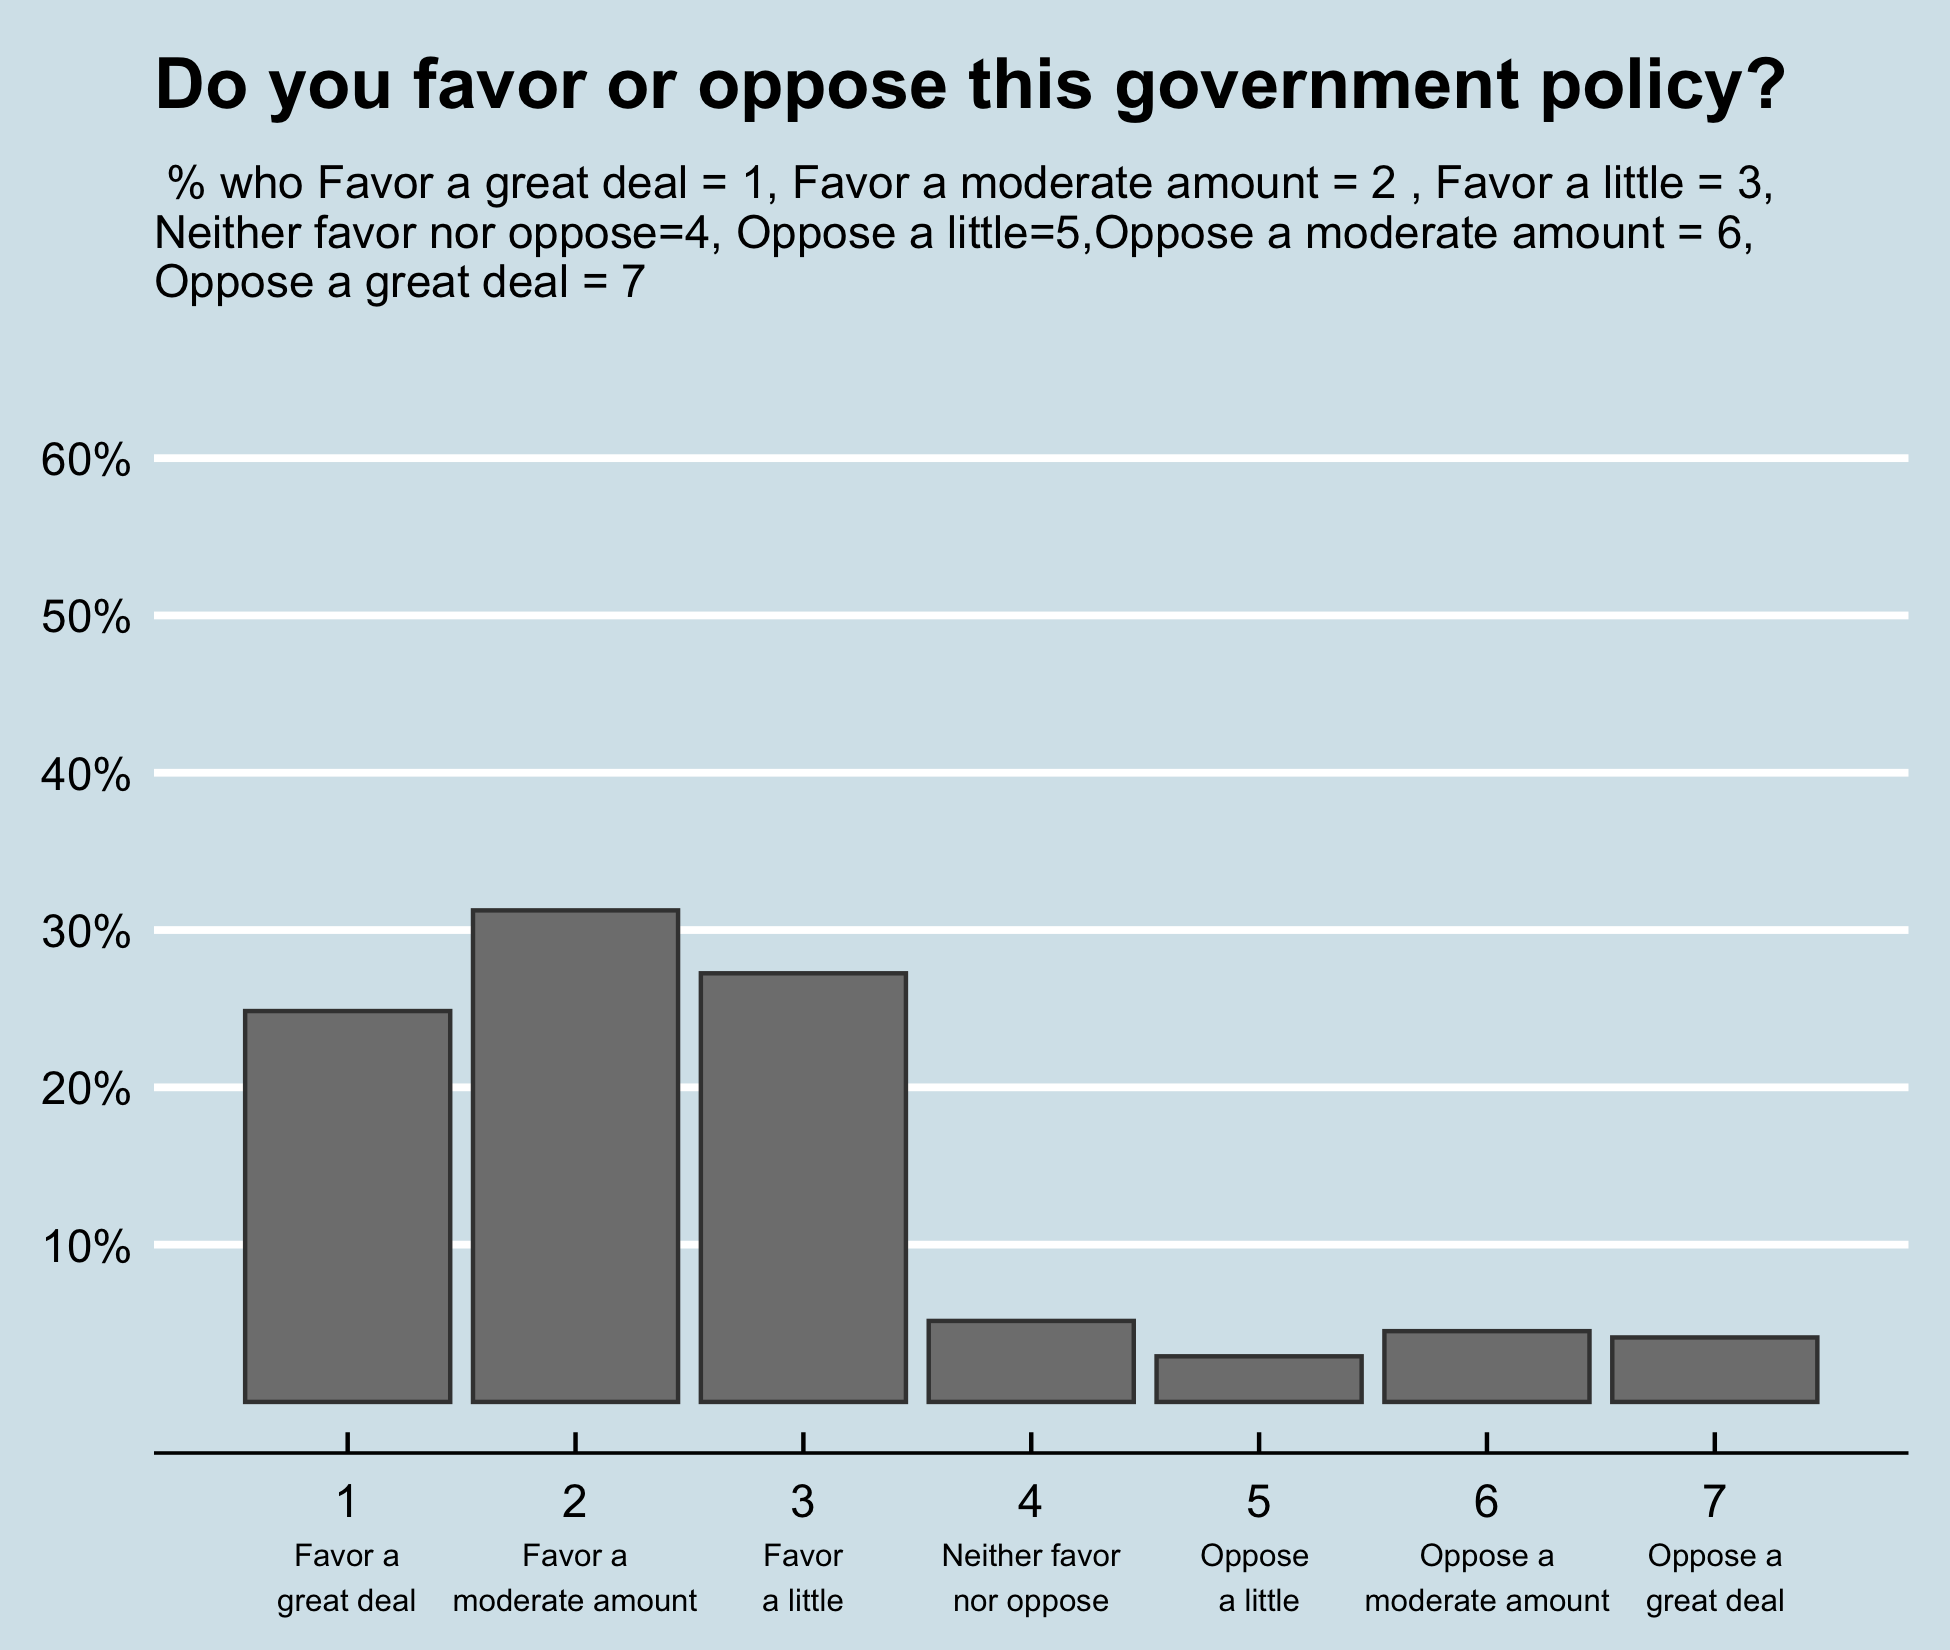 Do you favor or oppose this government policy?
% who Favor a great deal = 1, Favor a moderate amount = 2 , Favor a little = 3,
Neither favor nor oppose=4, Oppose a little=5,Oppose a moderate amount = 6,
Oppose a great deal = 7
60%
50%
40%
30%
20%
10%
1 2 3 4 5 6 7
Favor a Favor a Favor Neither favor Oppose Oppose a Oppose a
great deal moderate amount a little nor oppose a little moderate amount great deal